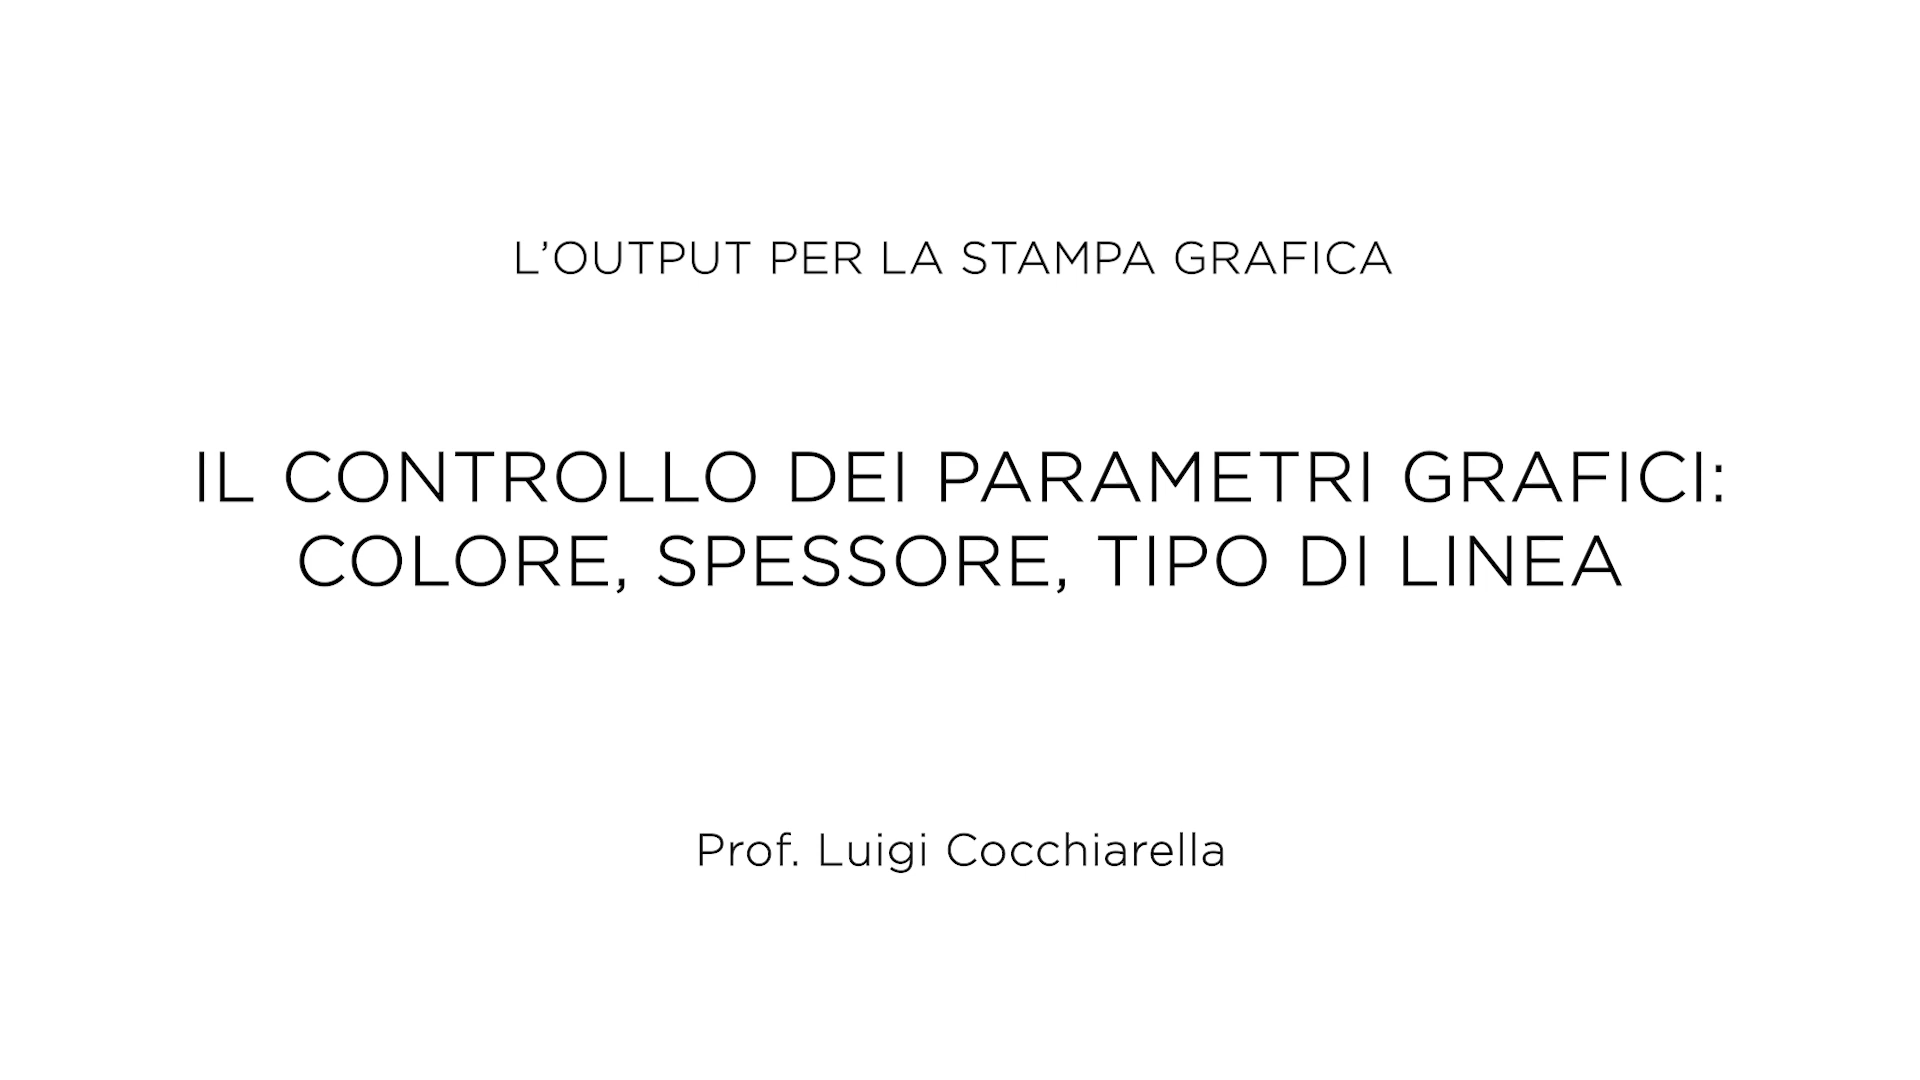 L’OUTPUT PER LA STAMPA GRAFICA
IL CONTROLLO DEI PARAMETRI GRAFICI:
COLORE, SPESSORE, TIPO DI LINEA
Prof. Luigi Cocchiarella